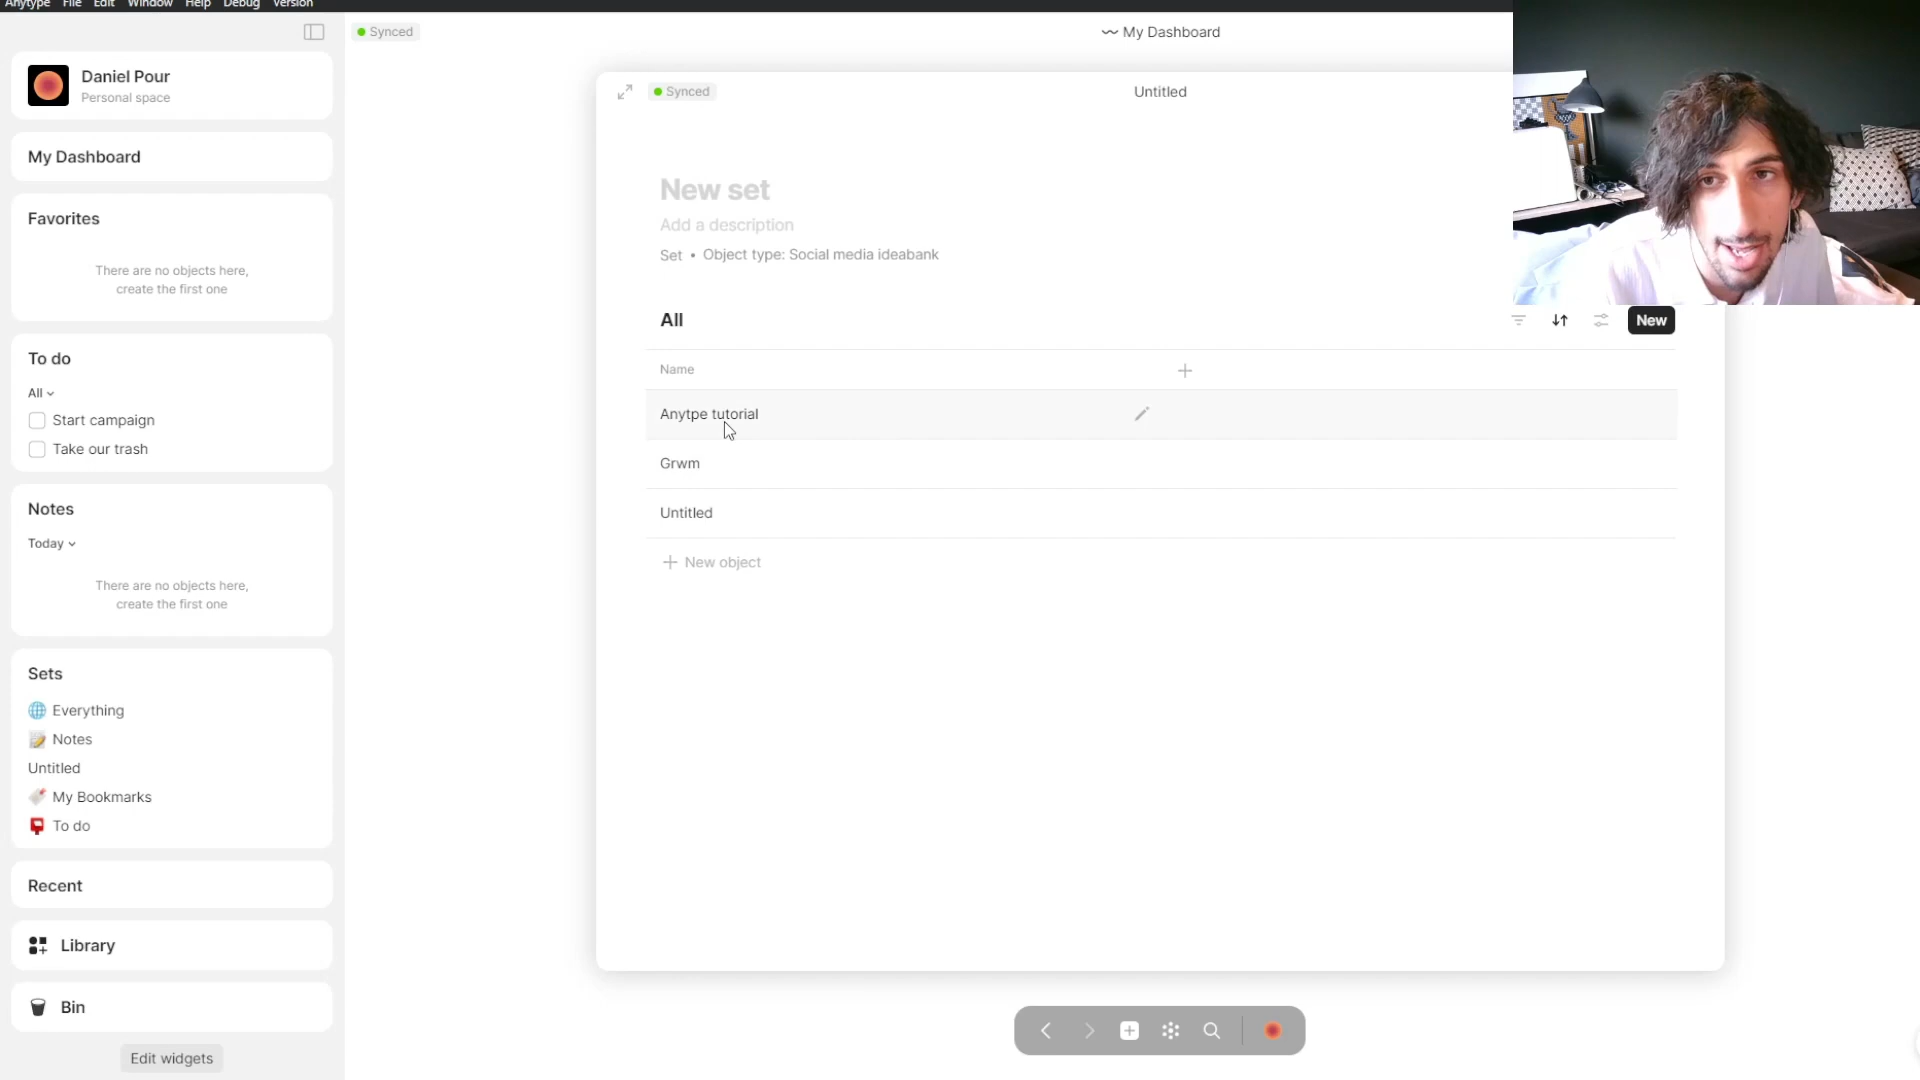 Anytype File Edit Window Help Debug Version
Synced
My Dashboard
Daniel Pour
Personal space
My Dashboard
Favorites
There are no objects here,
create the first one
To do
All
Start campaign
Take our trash
Notes
Today
There are no objects here,
create the first one
Sets
Everything
Notes
Untitled
My Bookmarks
To do
Recent
Library
Bin
Edit widgets
Synced
Untitled
New set
Add a description
Set • Object type: Social media ideabank
All
New
Name
Anytpe tutorial
Grwm
Untitled
New object